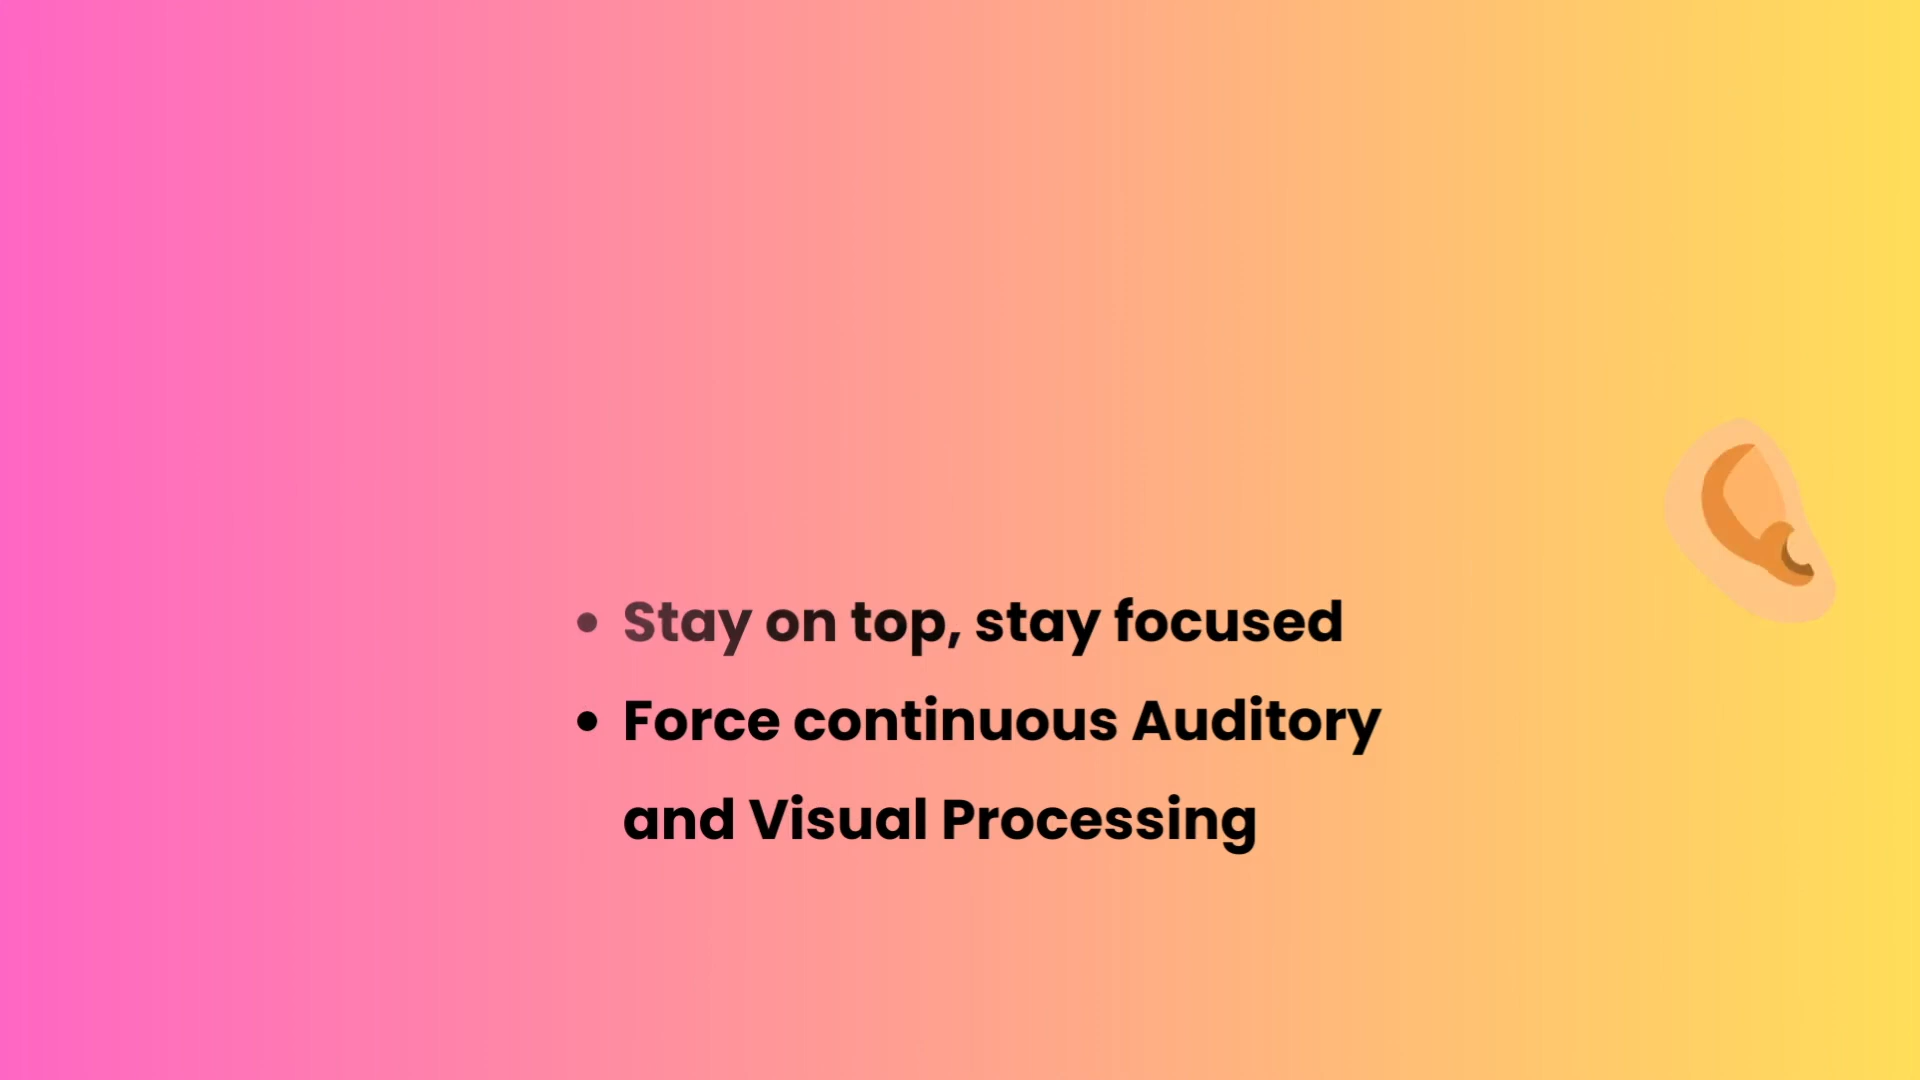 • Stay on top, stay focused
• Force continuous Auditory
and Visual Processing